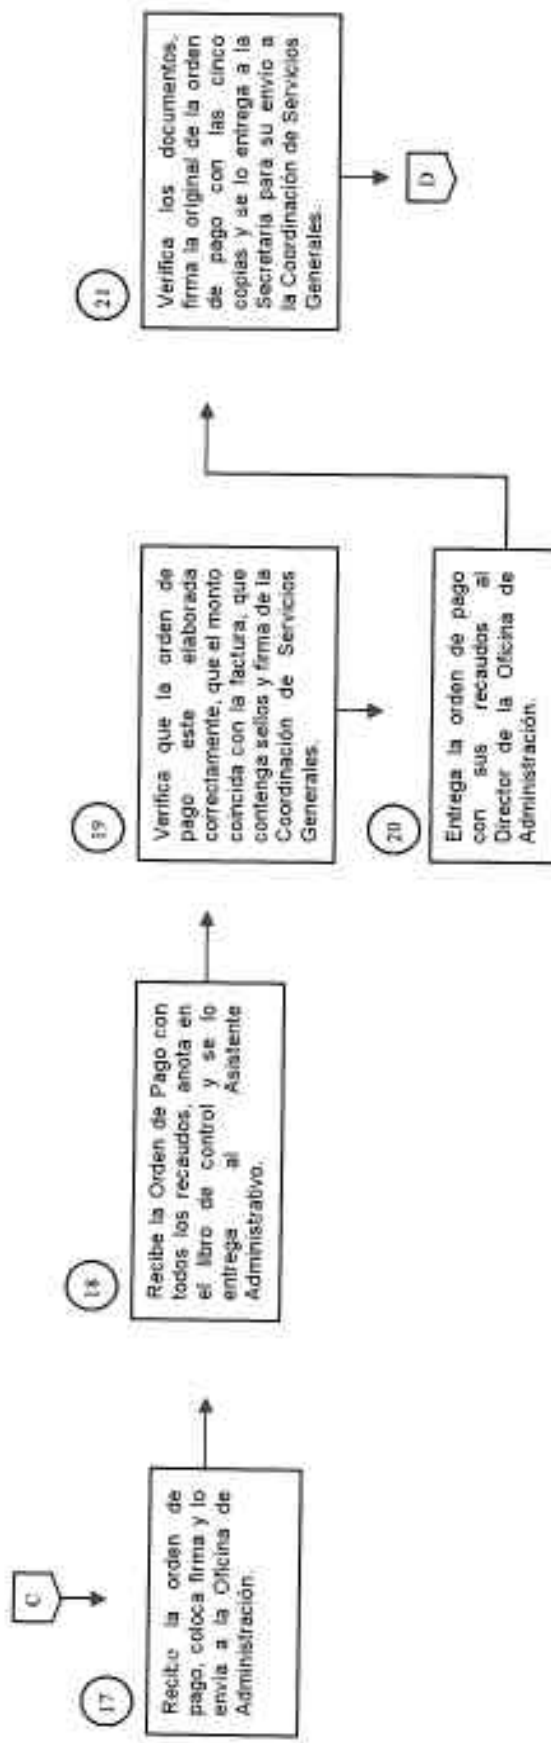 C
17
Recibe la orden de
pago, coloca firma y lo
envía a la Oficina de
Administración.
18
Recibe la Orden de Pago con
todos los recaudos, anota en
el libro de control y se lo
entrega al Asistente
Administrativo.
19
Verifica que la orden de
pago este elaborada
correctamente, que el monto
coincida con la factura, que
contenga sellos y firma de la
Coordinación de Servicios
Generales.
20
Entrega la orden de pago
con sus recaudos al
Director de la Oficina de
Administración.
21
Verifica los documentos,
firma la original de la orden
de pago con las cinco
copias y se lo entrega a la
Secretaria para su envío a
la Coordinación de Servicios
Generales.
D